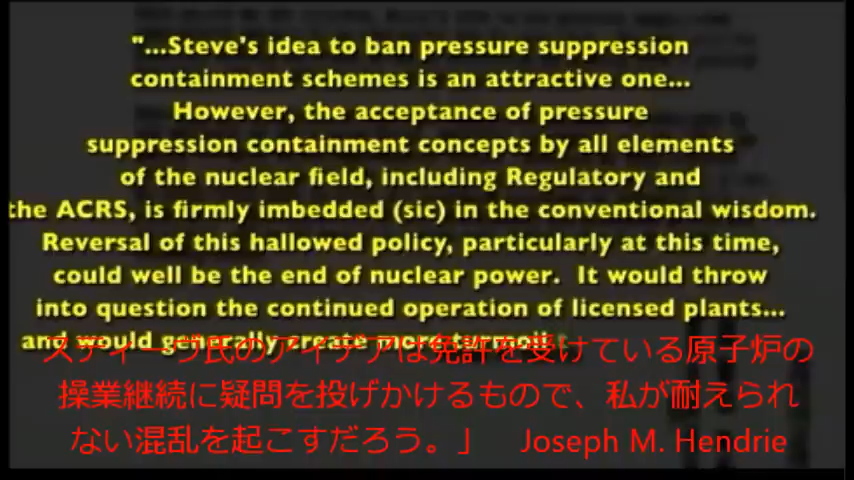 "...Steve's idea to ban pressure suppression
containment schemes is an attractive one...
However, the acceptance of pressure
suppression containment concepts by all elements
of the nuclear field, including Regulatory and
the ACRS, is firmly imbedded (sic) in the conventional wisdom.
Reversal of this hallowed policy, particularly at this time,
could well be the end of nuclear power. It would throw
into question the continued operation of licensed plants...
and would generally create more turmoil
スティーブ氏のアイデアは免許を受けている原子炉の
操業継続に疑問を投げかけるもので、私が耐えられ
ない混乱を起こすだろう。」 Joseph M. Hendrie